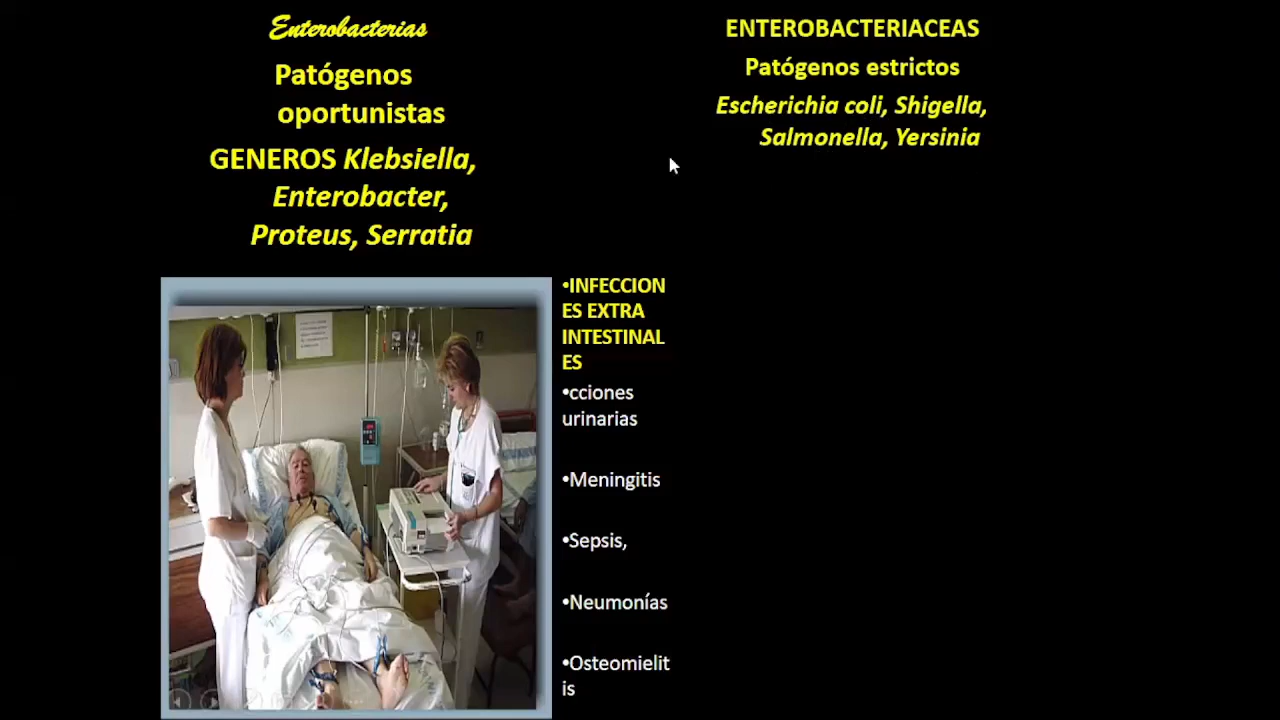 Enterobacterias
Patógenos
oportunistas
GENEROS Klebsiella,
Enterobacter,
Proteus, Serratia
ENTEROBACTERIACEAS
Patógenos estrictos
Escherichia coli, Shigella,
Salmonella, Yersinia
•INFECCION
ES EXTRA
INTESTINAL
ES
•cciones
urinarias
•Meningitis
•Sepsis,
•Neumonías
•Osteomielit
is